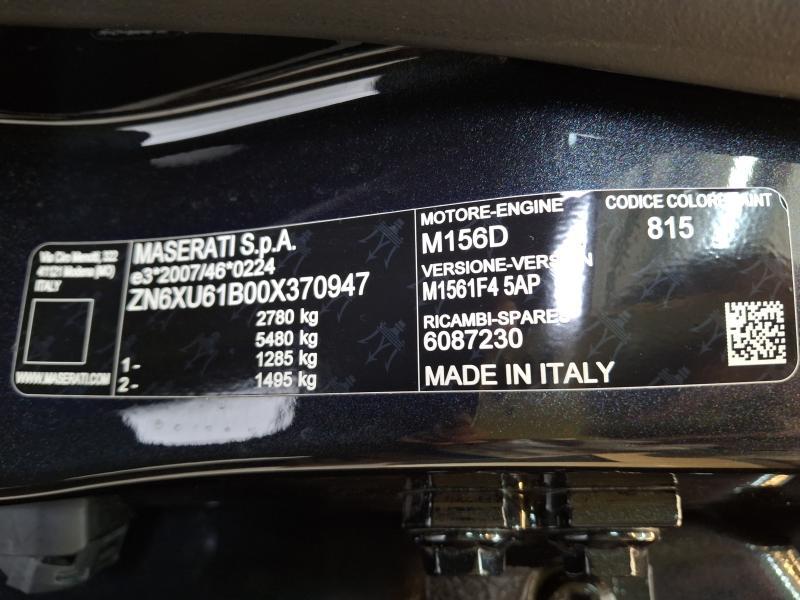 Via Ciro Menotti, 322
41121 Modena (MO)
ITALY
WWW.MASERATI.COM
MASERATI S.p.A.
e3*2007/46*0224
ZN6XU61B00X370947
2780 kg
5480 kg
1- 1285 kg
2- 1495 kg
MOTORE-ENGINE
M156D
VERSIONE-VERSION
M1561F4 5AP
RICAMBI-SPARES
6087230
MADE IN ITALY
CODICE COLORE PAINT
815